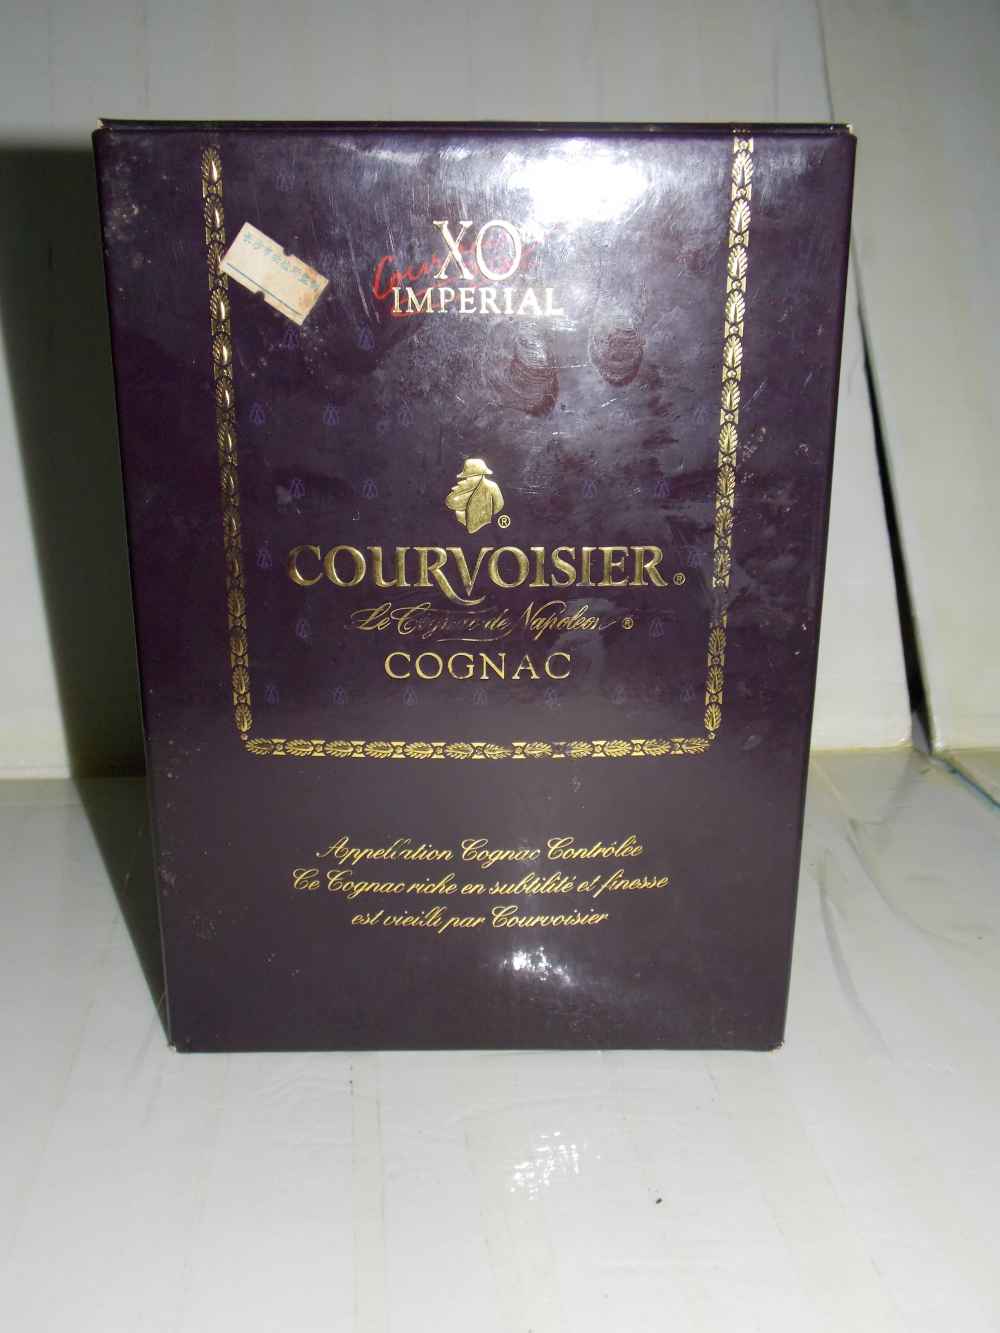 XO
IMPERIAL
COURVOISIER®
Le Cognac de Napoleon ®
COGNAC
Appellation Cognac Contrôlée
Ce Cognac riche en subtilité et finesse
est vieilli par Courvoisier